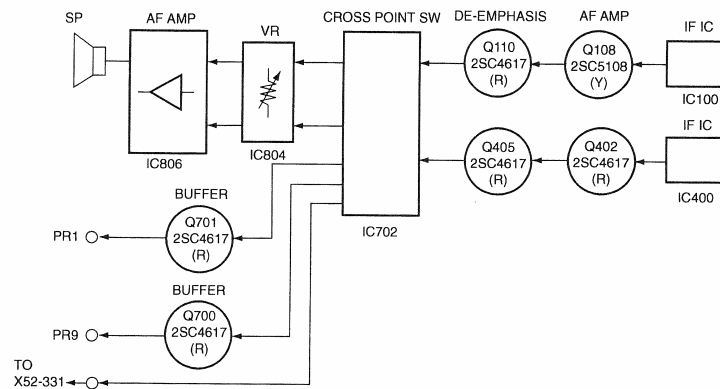 SP
AF AMP
VR
CROSS POINT SW
DE-EMPHASIS
AF AMP
IF IC
Q110
2SC4617
(R)
Q108
2SC5108
(Y)
IC100
IF IC
Q405
2SC4617
(R)
Q402
2SC4617
(R)
IC400
IC806
IC804
IC702
BUFFER
Q701
2SC4617
(R)
PR1
BUFFER
Q700
2SC4617
(R)
PR9
TO
X52-331